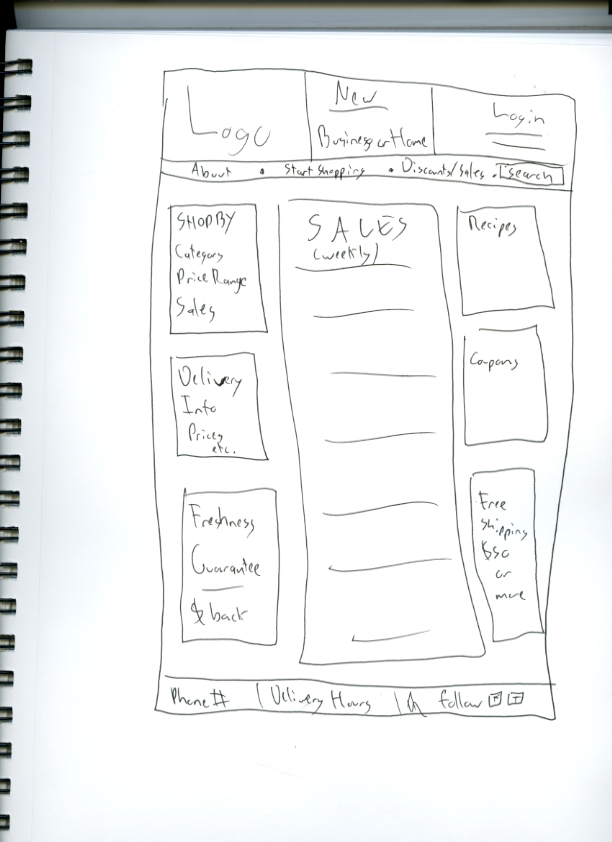 Logo
New
Business or Home
Login
About • Start Shopping • Discounts/Sales • Search
SHOP BY
Category
Price Range
Sales
Delivery
Info
Prices
etc.
Freshness
Guarantee
$ back
SALES
(weekly)
Recipes
Coupons
Free
shipping
$50
or
more
Phone # | Delivery Hours | follow